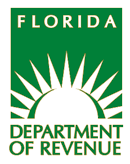 FLORIDA
DEPARTMENT
OF REVENUE